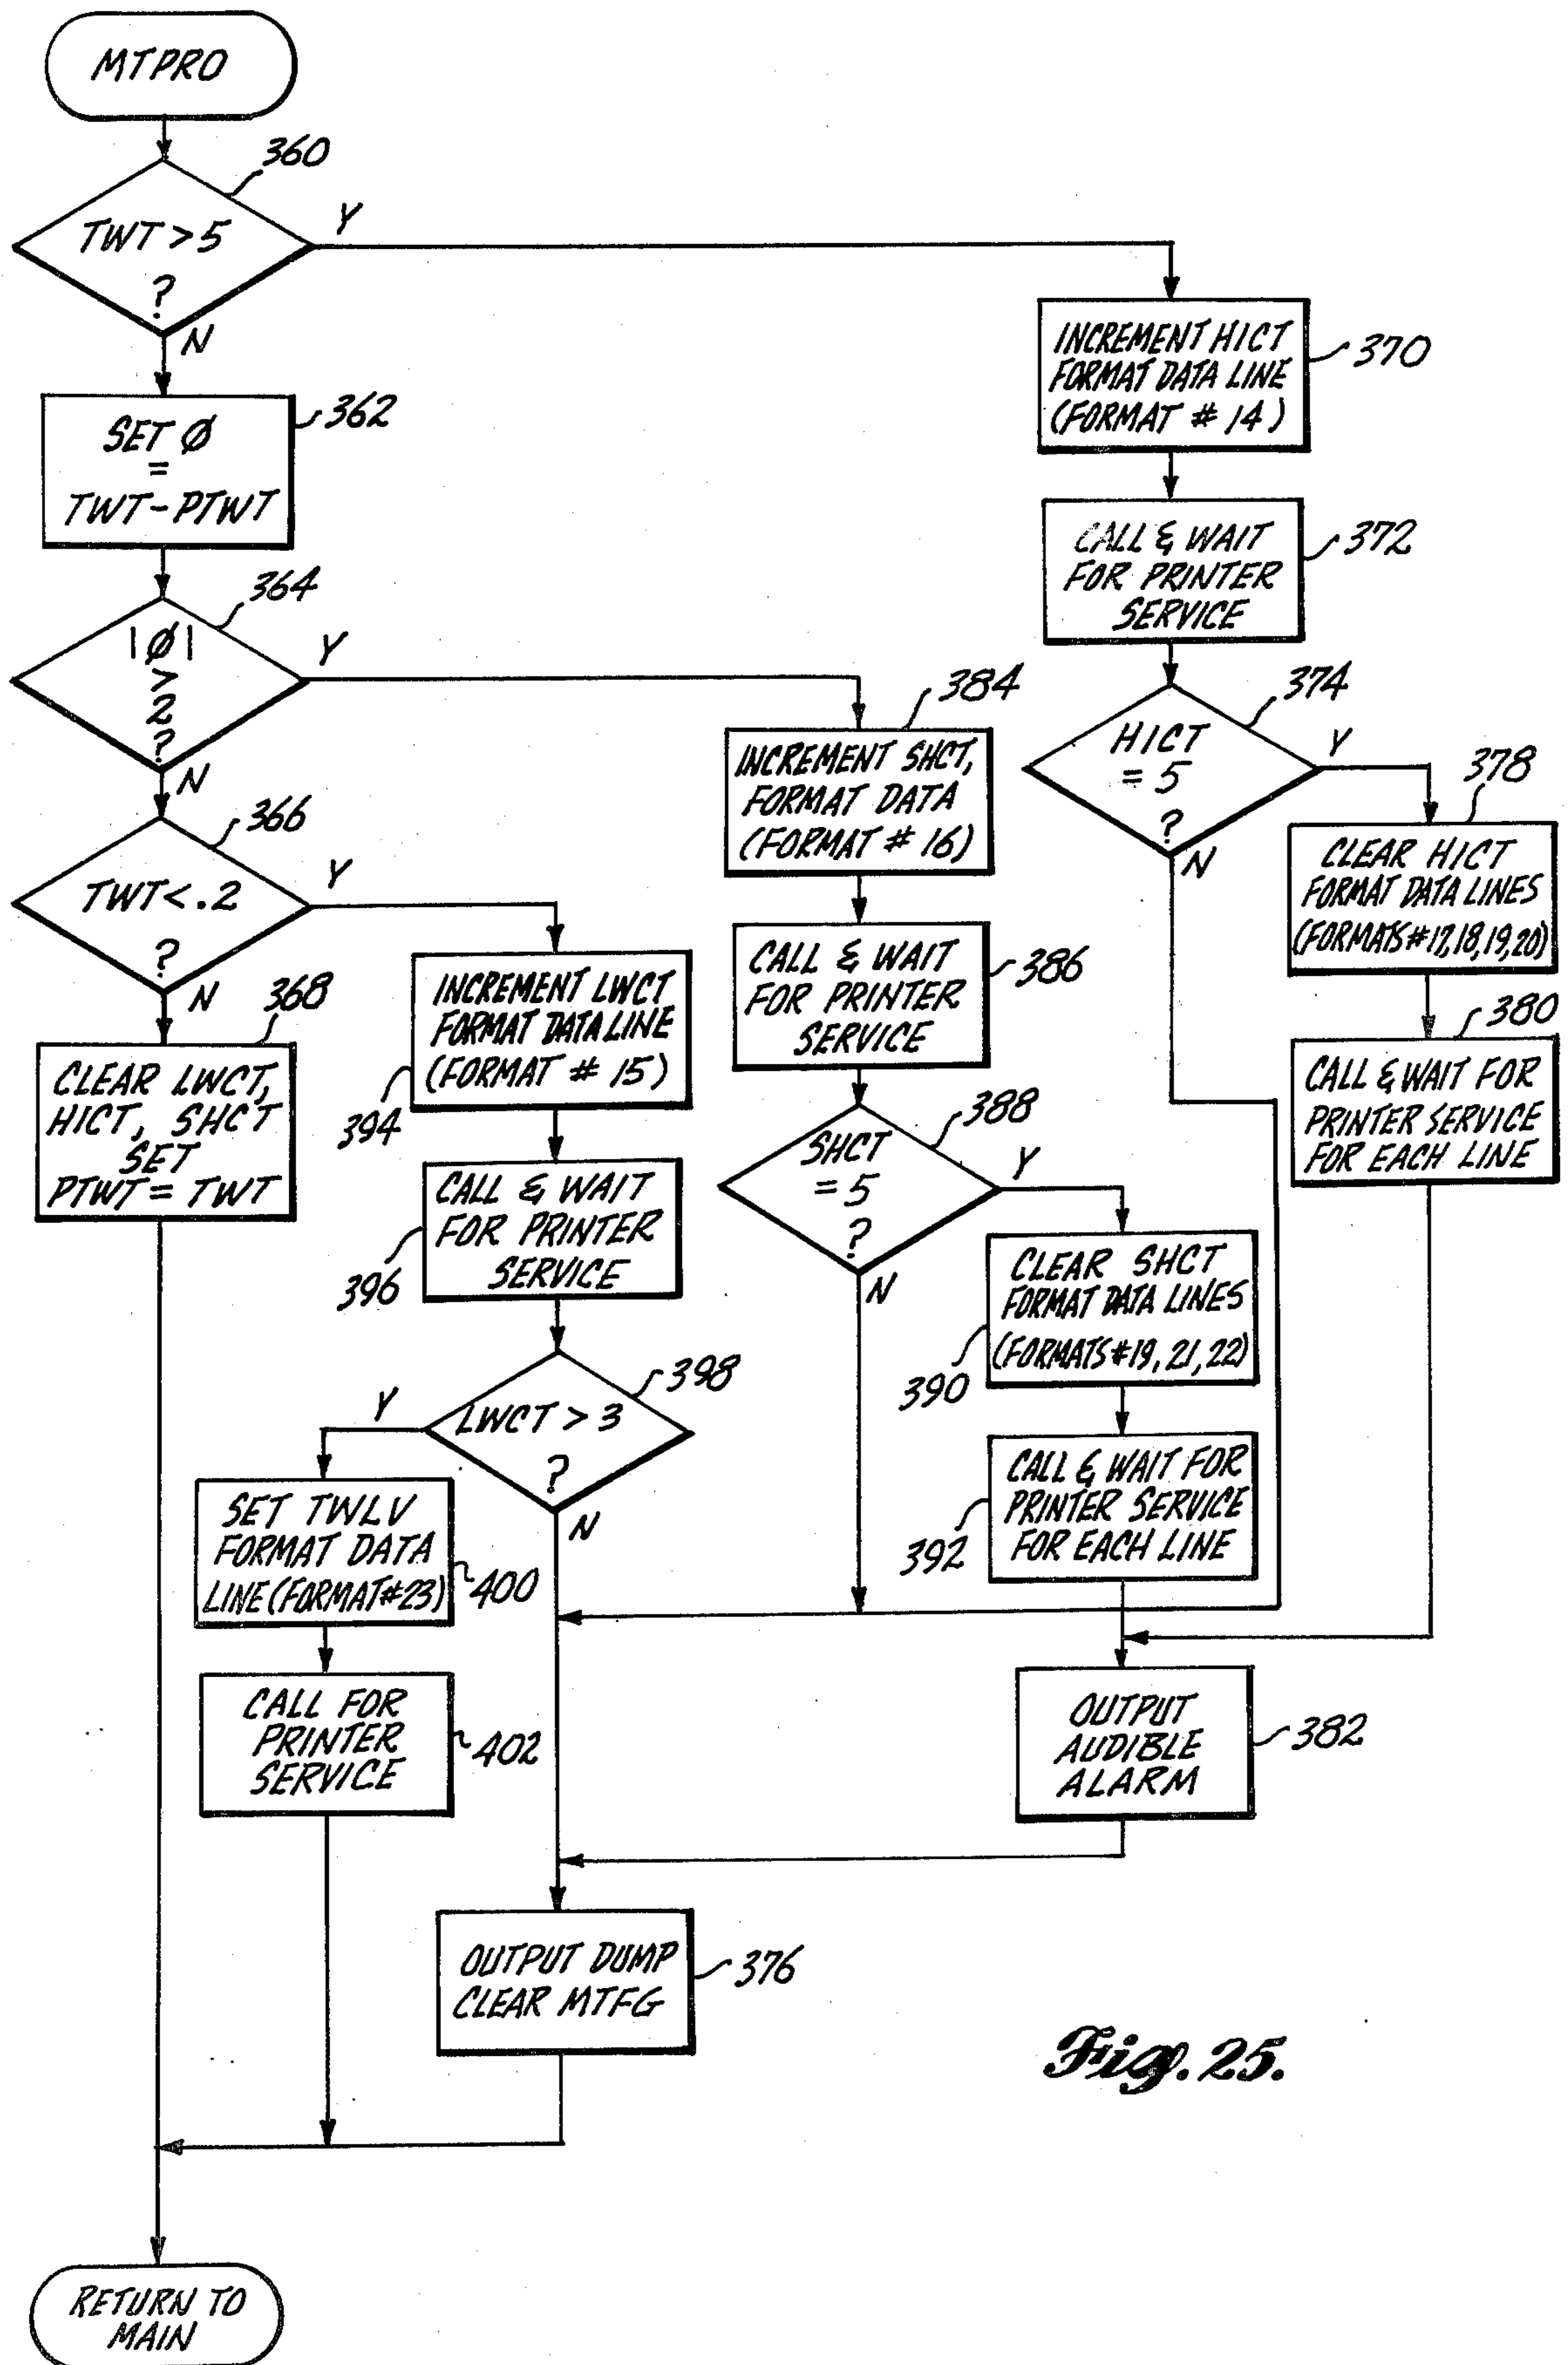 MTPRO
360
TWT > 5
?
Y
N
SET Ø
=
TWT - PTWT
362
|Ø|
>
2
?
364
Y
N
TWT < .2
?
366
Y
N
368
CLEAR LWCT,
HICT, SHCT
SET
PTWT = TWT
INCREMENT HICT
FORMAT DATA LINE
(FORMAT # 14)
370
CALL & WAIT
FOR PRINTER
SERVICE
372
HICT
= 5
?
374
Y
N
378
CLEAR HICT
FORMAT DATA LINES
(FORMATS #17,18,19,20)
380
CALL & WAIT FOR
PRINTER SERVICE
FOR EACH LINE
384
INCREMENT SHCT,
FORMAT DATA
(FORMAT # 16)
CALL & WAIT
FOR PRINTER
SERVICE
386
SHCT
= 5
?
388
Y
N
CLEAR SHCT
FORMAT DATA LINES
(FORMATS #19, 21, 22)
390
CALL & WAIT FOR
PRINTER SERVICE
FOR EACH LINE
392
INCREMENT LWCT
FORMAT DATA LINE
(FORMAT # 15)
394
CALL & WAIT
FOR PRINTER
SERVICE
396
LWCT > 3
?
398
Y
N
SET TWLV
FORMAT DATA
LINE (FORMAT #23)
400
CALL FOR
PRINTER
SERVICE
402
OUTPUT
AUDIBLE
ALARM
382
OUTPUT DUMP
CLEAR MTFG
376
RETURN TO
MAIN
Fig. 25.